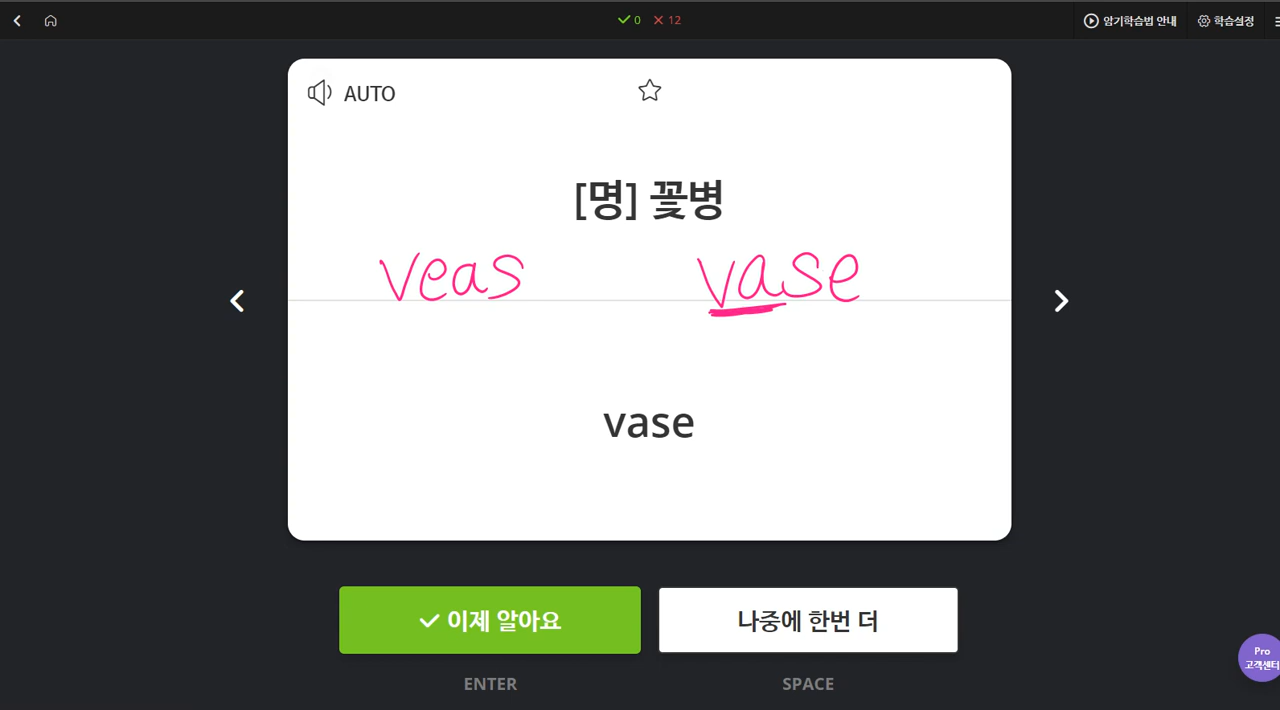 0 12 암기학습법 안내 학습설정
AUTO
[명] 꽃병
veas vase
vase
이제 알아요 나중에 한번 더
ENTER SPACE
Pro
고객센터